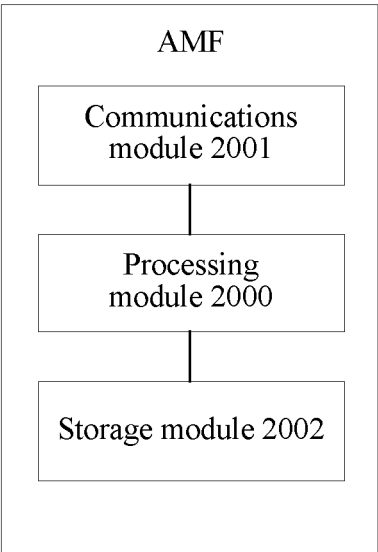 AMF
Communications
module 2001
Processing
module 2000
Storage module 2002